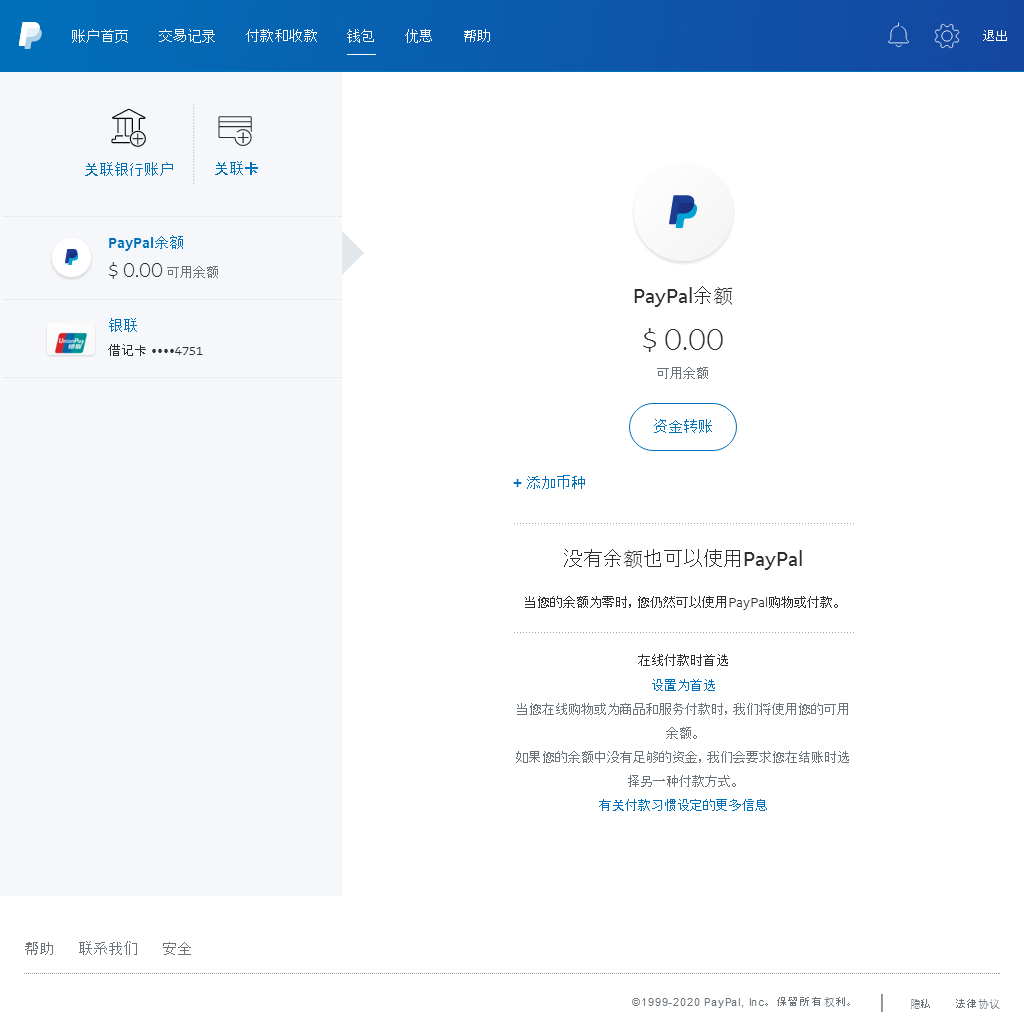 账户首页 交易记录 付款和收款 钱包 优惠 帮助 退出
关联银行账户 关联卡
PayPal余额
$ 0.00 可用余额
UnionPay
银联
银联
借记卡 ••••4751
PayPal余额
$ 0.00
可用余额
资金转账
+ 添加币种
没有余额也可以使用PayPal
当您的余额为零时, 您仍然可以使用PayPal购物或付款。
在线付款时首选
设置为首选
当您在线购物或为商品和服务付款时, 我们将使用您的可用
余额。
如果您的余额中没有足够的资金, 我们会要求您在结账时选
择另一种付款方式。
有关付款习惯设定的更多信息
帮助 联系我们 安全
©1999-2020 PayPal, Inc。保留所有权利。 隐私 法律协议